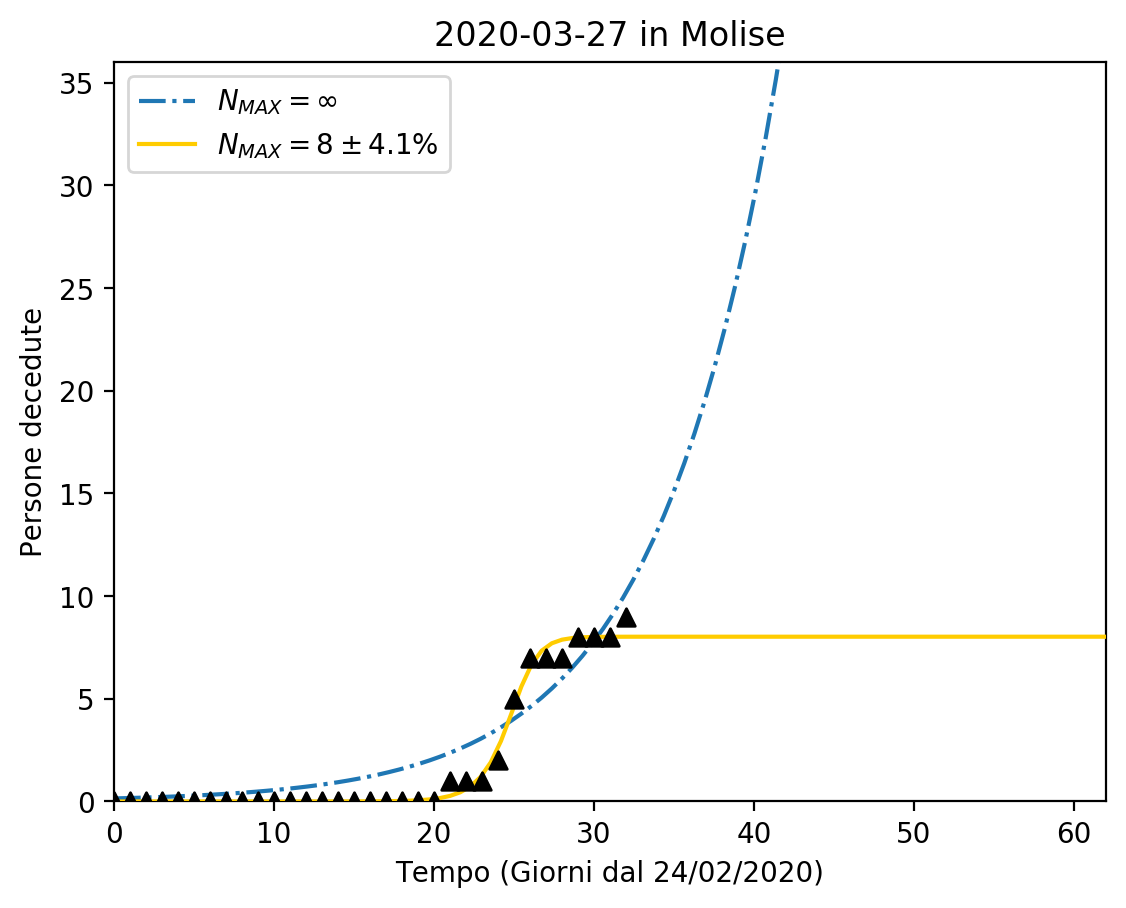 2020-03-27 in Molise
N_MAX = ∞
N_MAX = 8 ± 4.1%
35
30
25
20
15
10
5
0
Persone decedute
0 10 20 30 40 50 60
Tempo (Giorni dal 24/02/2020)